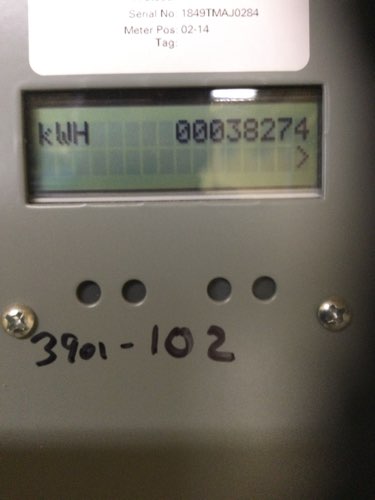 Serial No 1849TMAJ0284
Meter Pos 02-14
Tag:
kWH 00038274
>
3901-102